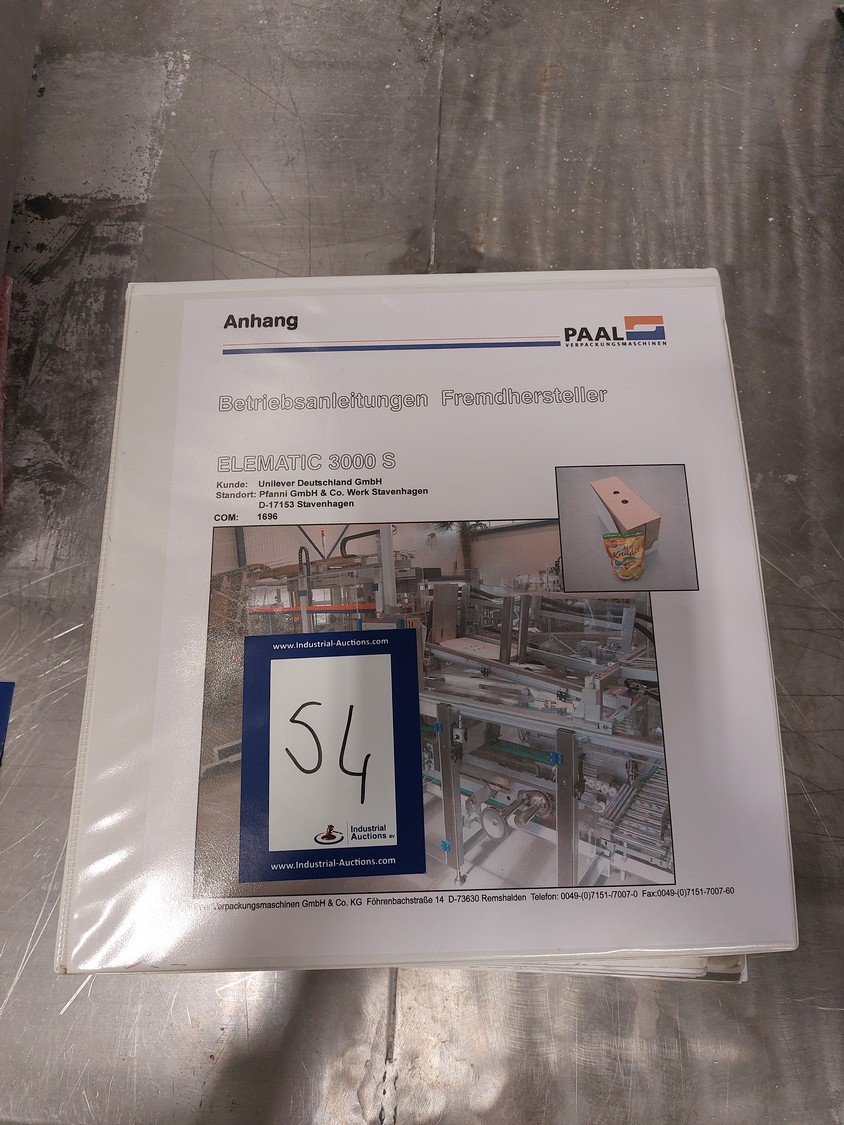 Anhang
PAAL
VERPACKUNGSMASCHINEN
Betriebsanleitungen Fremdhersteller
ELEMATIC 3000 S
Kunde: Unilever Deutschland GmbH
Standort: Pfanni GmbH & Co. Werk Stavenhagen
D-17153 Stavenhagen
COM: 1696
www.Industrial-Auctions.com
54
Industrial
Auctions BV
www.Industrial-Auctions.com
Verpackungsmaschinen GmbH & Co. KG Föhrenbachstraße 14 D-73630 Remshalden Telefon: 0049-(0)7151-/7007-0 Fax:0049-(0)7151-7007-60